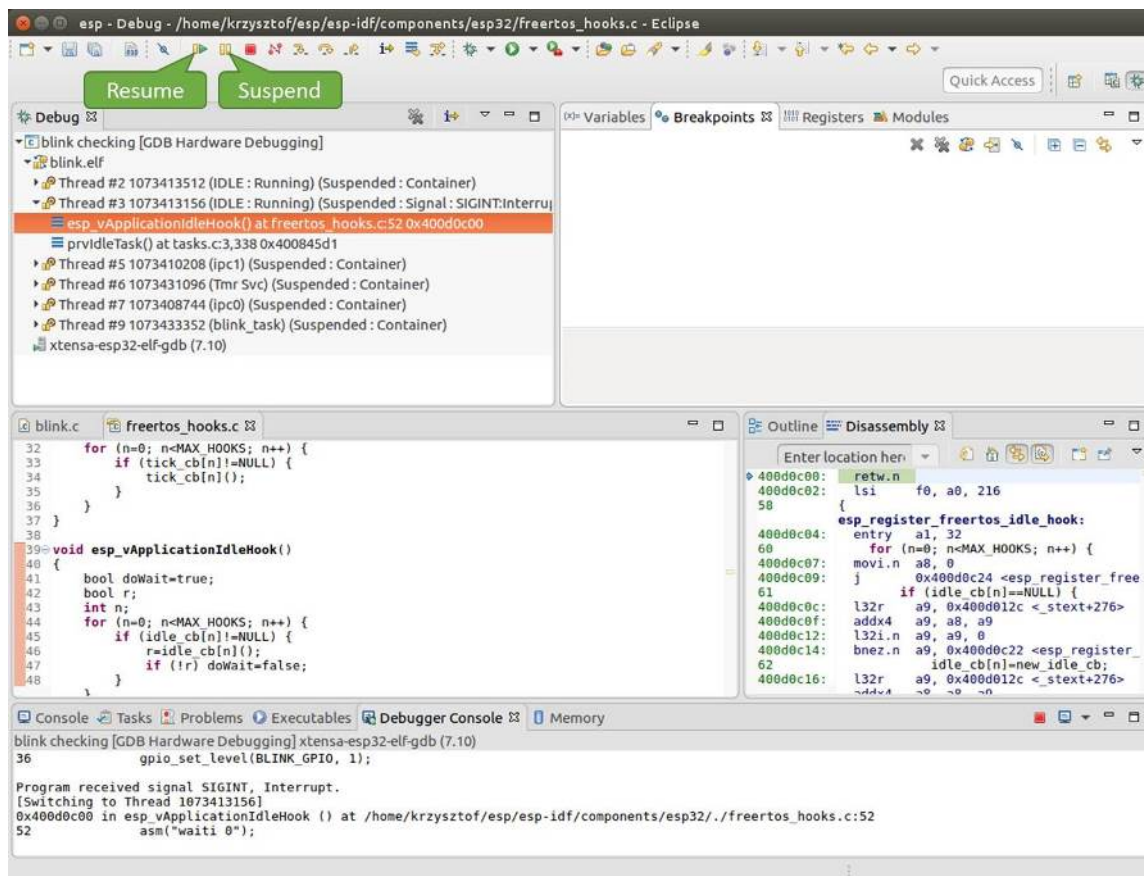 esp - Debug - /home/krzysztof/esp/esp-idf/components/esp32/freertos_hooks.c - Eclipse
Resume
Suspend
Quick Access
Debug
blink checking [GDB Hardware Debugging]
blink.elf
Thread #2 1073413512 (IDLE : Running) (Suspended : Container)
Thread #3 1073413156 (IDLE : Running) (Suspended : Signal : SIGINT:Interru
esp_vApplicationIdleHook() at freertos_hooks.c:52 0x400d0c00
prvIdleTask() at tasks.c:3,338 0x400845d1
Thread #5 1073410208 (ipc1) (Suspended : Container)
Thread #6 1073431096 (Tmr Svc) (Suspended : Container)
Thread #7 1073408744 (ipc0) (Suspended : Container)
Thread #9 1073433352 (blink_task) (Suspended : Container)
xtensa-esp32-elf-gdb (7.10)
(x)= Variables Breakpoints Registers Modules
blink.c freertos_hooks.c
32 for (n=0; n<MAX_HOOKS; n++) {
33 if (tick_cb[n]!=NULL) {
34 tick_cb[n]();
35 }
36 }
37 }
38
39 void esp_vApplicationIdleHook()
40 {
41 bool doWait=true;
42 bool r;
43 int n;
44 for (n=0; n<MAX_HOOKS; n++) {
45 if (idle_cb[n]!=NULL) {
46 r=idle_cb[n]();
47 if (!r) doWait=false;
48 }
}
Outline Disassembly
Enter location her
400d0c00: retw.n
400d0c02: lsi f0, a0, 216
58 {
esp_register_freertos_idle_hook:
400d0c04: entry a1, 32
60 for (n=0; n<MAX_HOOKS; n++) {
400d0c07: movi.n a8, 0
400d0c09: j 0x400d0c24 <esp_register_free
61 if (idle_cb[n]==NULL) {
400d0c0c: l32r a9, 0x400d012c <_stext+276>
400d0c0f: addx4 a9, a8, a9
400d0c12: l32i.n a9, a9, 0
400d0c14: bnez.n a9, 0x400d0c22 <esp_register_
62 idle_cb[n]=new_idle_cb;
400d0c16: l32r a9, 0x400d012c <_stext+276>
addx4 a8, a8, a9
Console Tasks Problems Executables Debugger Console Memory
blink checking [GDB Hardware Debugging] xtensa-esp32-elf-gdb (7.10)
36 gpio_set_level(BLINK_GPIO, 1);
Program received signal SIGINT, Interrupt.
[Switching to Thread 1073413156]
0x400d0c00 in esp_vApplicationIdleHook () at /home/krzysztof/esp/esp-idf/components/esp32/./freertos_hooks.c:52
52 asm("waiti 0");